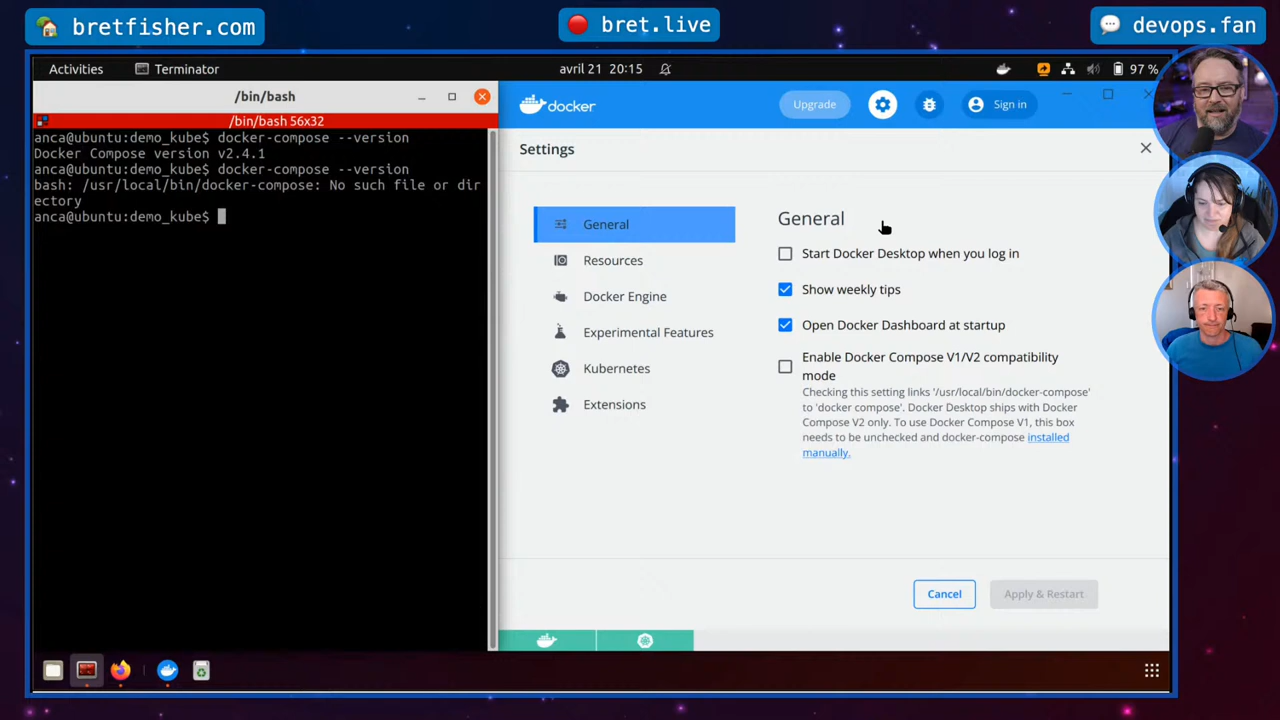 bretfisher.com
bret.live
devops.fan
Activities
Terminator
avril 21 20:15
97 %
/bin/bash
/bin/bash 56x32
anca@ubuntu:demo_kube$ docker-compose --version
Docker Compose version v2.4.1
anca@ubuntu:demo_kube$ docker-compose --version
bash: /usr/local/bin/docker-compose: No such file or dir
ectory
anca@ubuntu:demo_kube$
docker
Upgrade
Sign in
Settings
General
Resources
Docker Engine
Experimental Features
Kubernetes
Extensions
General
Start Docker Desktop when you log in
Show weekly tips
Open Docker Dashboard at startup
Enable Docker Compose V1/V2 compatibility
mode
Checking this setting links '/usr/local/bin/docker-compose'
to 'docker compose'. Docker Desktop ships with Docker
Compose V2 only. To use Docker Compose V1, this box
needs to be unchecked and docker-compose installed
manually.
Cancel
Apply & Restart